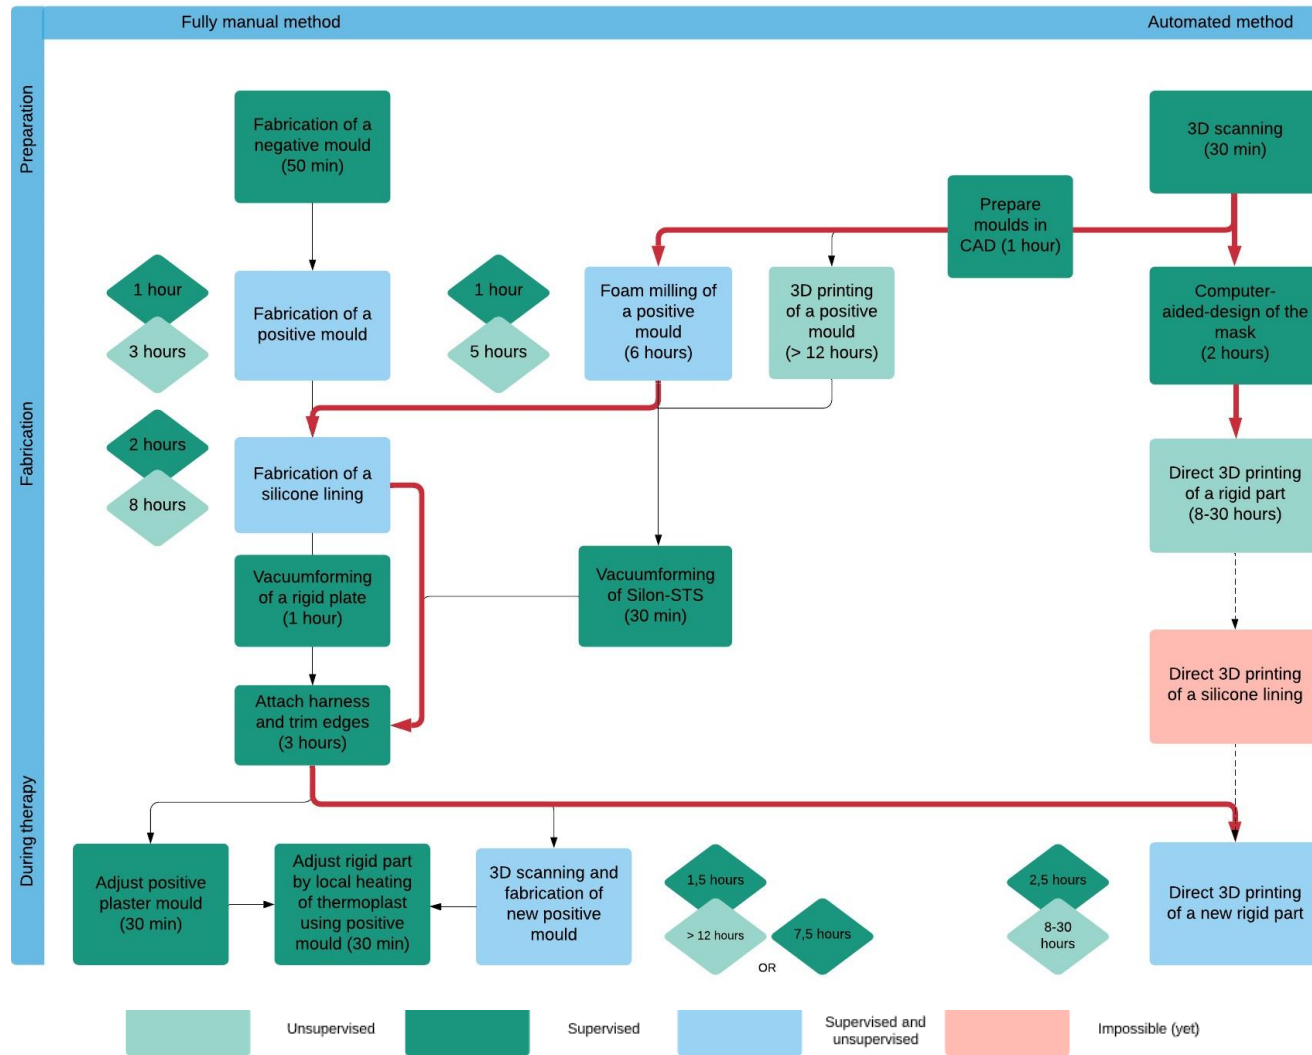 Fully manual method
Automated method
Preparation
Fabrication of a
negative mould
(50 min)
3D scanning
(30 min)
Prepare
moulds in
CAD (1 hour)
Fabrication
1 hour
3 hours
Fabrication of a
positive mould
1 hour
5 hours
Foam milling of
a positive
mould
(6 hours)
3D printing
of a positive
mould
(> 12 hours)
Computer-
aided-design of the
mask
(2 hours)
2 hours
8 hours
Fabrication of a
silicone lining
Direct 3D printing
of a rigid part
(8-30 hours)
Vacuumforming
of a rigid plate
(1 hour)
Vacuumforming
of Silon-STS
(30 min)
Direct 3D printing
of a silicone lining
Attach harness
and trim edges
(3 hours)
During therapy
Adjust positive
plaster mould
(30 min)
Adjust rigid part
by local heating
of thermoplast
using positive
mould (30 min)
3D scanning and
fabrication of
new positive
mould
1,5 hours
> 12 hours
OR
7,5 hours
2,5 hours
8-30
hours
Direct 3D printing
of a new rigid part
Unsupervised
Supervised
Supervised and
unsupervised
Impossible (yet)